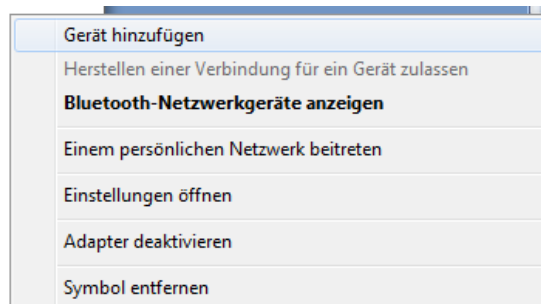 Gerät hinzufügen
Herstellen einer Verbindung für ein Gerät zulassen
Bluetooth-Netzwerkgeräte anzeigen
Einem persönlichen Netzwerk beitreten
Einstellungen öffnen
Adapter deaktivieren
Symbol entfernen